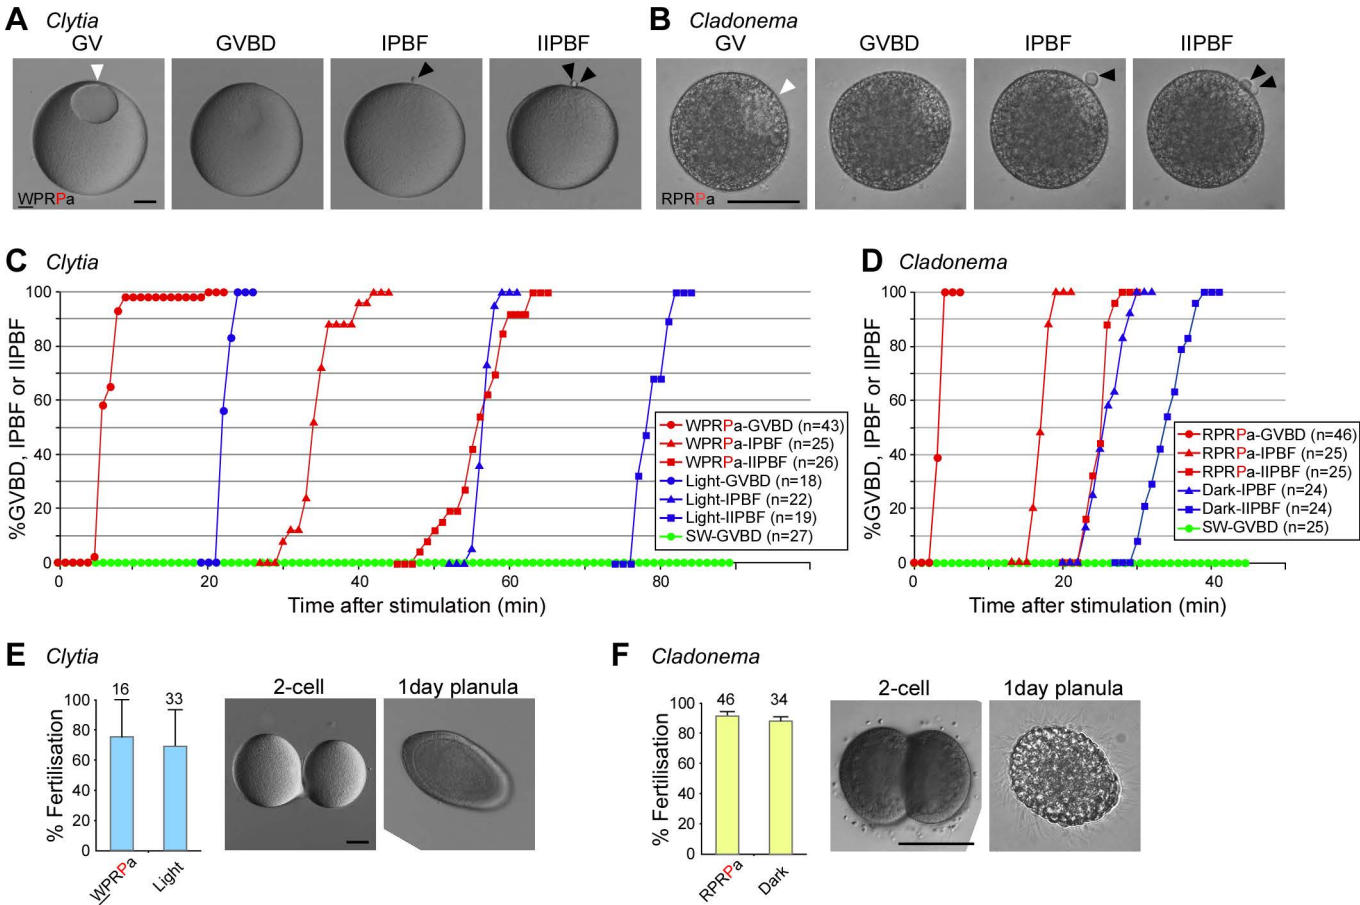 A Clytia
GV GVBD IPBF IIPBF
WPRPa
B Cladonema
GV GVBD IPBF IIPBF
RPRPa
C Clytia
%GVBD, IPBF or IIPBF
100
80
60
40
20
0
0 20 40 60 80
Time after stimulation (min)
WPRPa-GVBD (n=43)
WPRPa-IPBF (n=25)
WPRPa-IIPBF (n=26)
Light-GVBD (n=18)
Light-IPBF (n=22)
Light-IIPBF (n=19)
SW-GVBD (n=27)
D Cladonema
%GVBD, IPBF or IIPBF
100
80
60
40
20
0
0 20 40
Time after stimulation (min)
RPRPa-GVBD (n=46)
RPRPa-IPBF (n=25)
RPRPa-IIPBF (n=25)
Dark-IPBF (n=24)
Dark-IIPBF (n=24)
SW-GVBD (n=25)
E Clytia
% Fertilisation
100
80
60
40
20
0
16 33
WPRPa Light
2-cell 1day planula
F Cladonema
% Fertilisation
100
80
60
40
20
0
46 34
RPRPa Dark
2-cell 1day planula